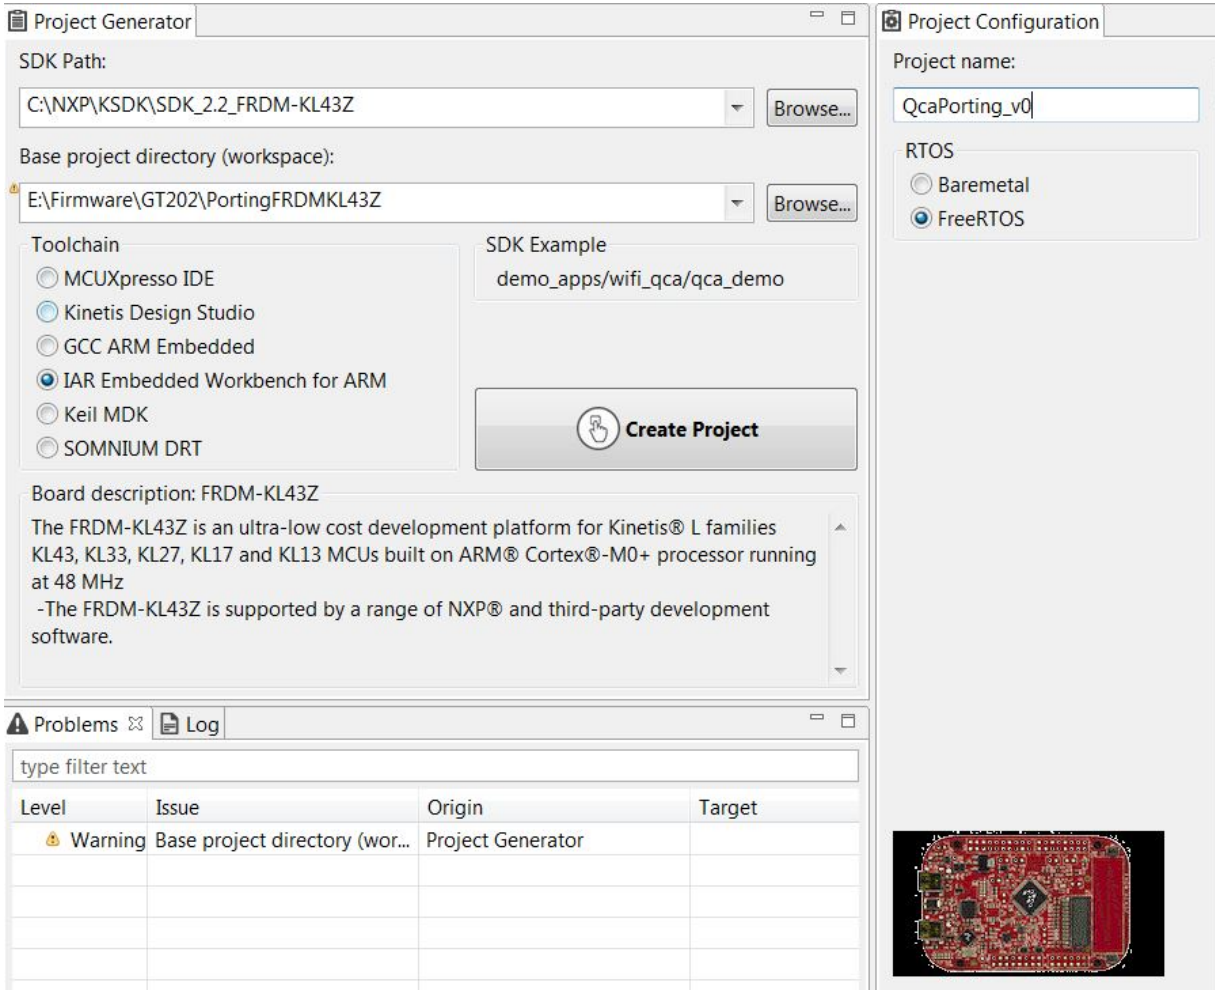 Project Generator
SDK Path:
C:\NXP\KSDK\SDK_2.2_FRDM-KL43Z
Browse...
Base project directory (workspace):
E:\Firmware\GT202\PortingFRDMKL43Z
Browse...
Toolchain
MCUXpresso IDE
Kinetis Design Studio
GCC ARM Embedded
IAR Embedded Workbench for ARM
Keil MDK
SOMNIUM DRT
SDK Example
demo_apps/wifi_qca/qca_demo
Create Project
Board description: FRDM-KL43Z
The FRDM-KL43Z is an ultra-low cost development platform for Kinetis® L families
KL43, KL33, KL27, KL17 and KL13 MCUs built on ARM® Cortex®-M0+ processor running
at 48 MHz
-The FRDM-KL43Z is supported by a range of NXP® and third-party development
software.
Problems
Log
type filter text
Level Issue Origin Target
Warning Base project directory (wor... Project Generator
Project Configuration
Project name:
QcaPorting_v0
RTOS
Baremetal
FreeRTOS